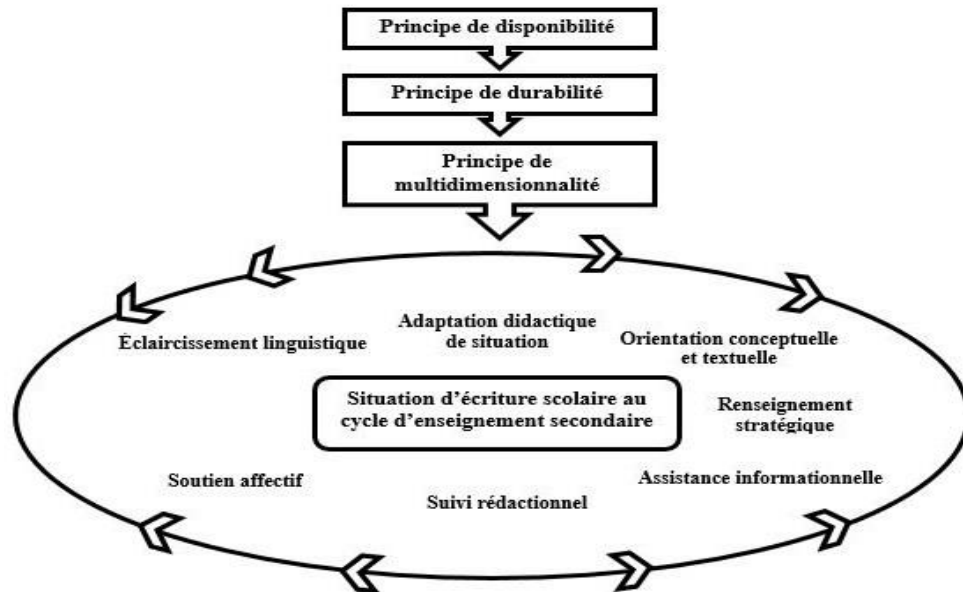 Principe de disponibilité
Principe de durabilité
Principe de
multidimensionnalité
Adaptation didactique
de situation
Éclaircissement linguistique
Orientation conceptuelle
et textuelle
Situation d’écriture scolaire au
cycle d’enseignement secondaire
Renseignement
stratégique
Soutien affectif
Assistance informationnelle
Suivi rédactionnel